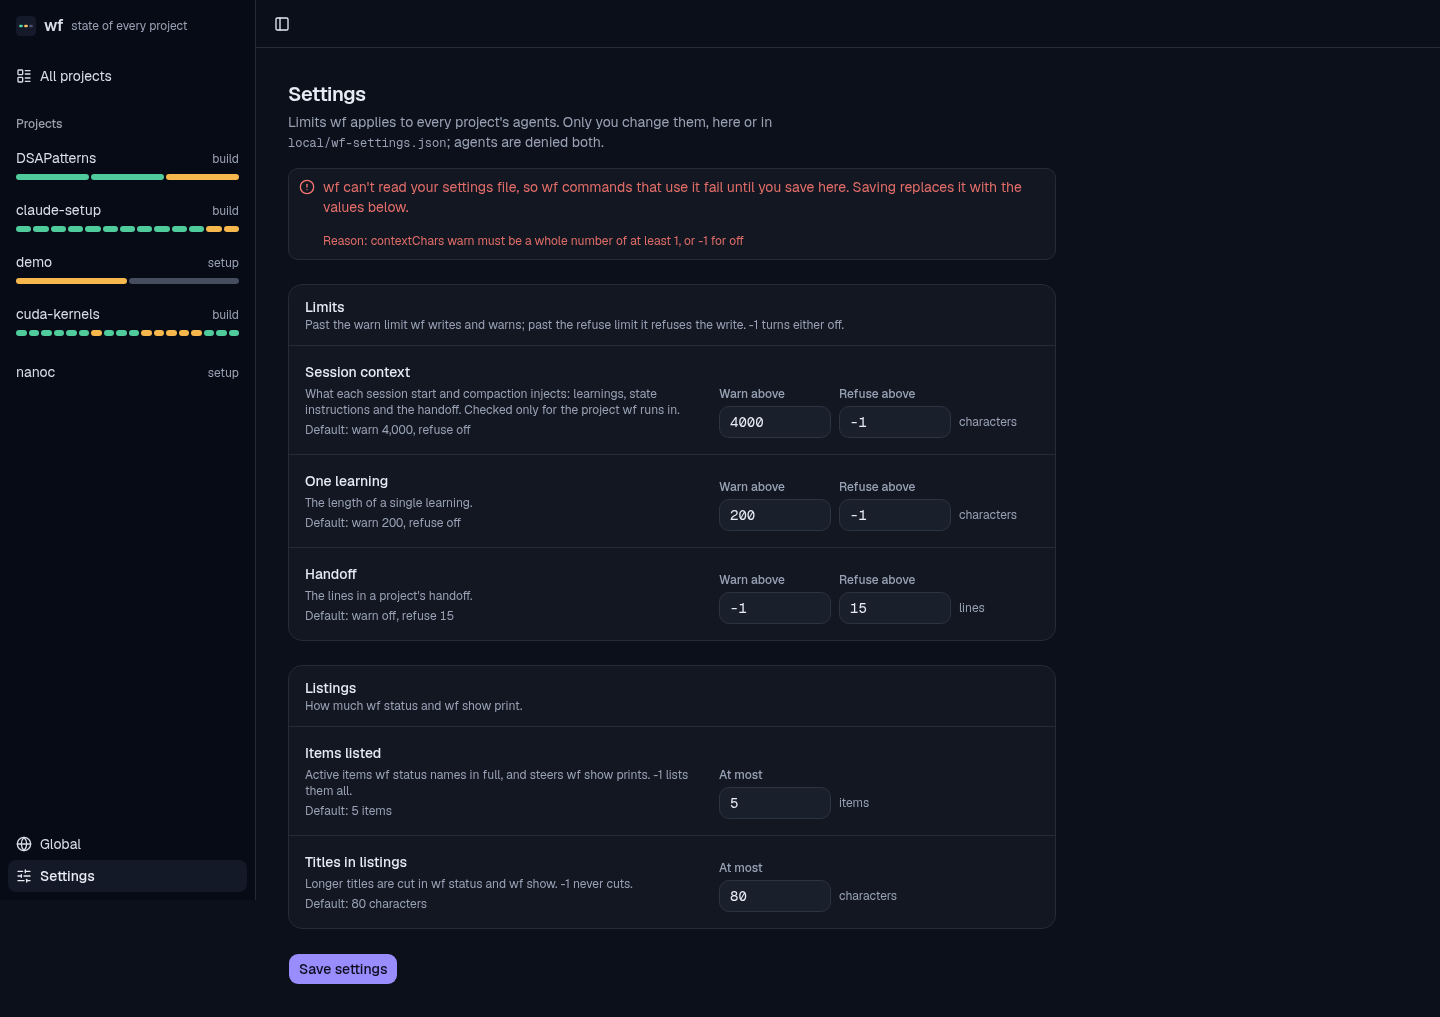 wf state of every project
All projects
Projects
DSAPatterns build
claude-setup build
demo setup
cuda-kernels build
nanoc setup
Global
Settings
Settings
Limits wf applies to every project's agents. Only you change them, here or in
local/wf-settings.json; agents are denied both.
wf can't read your settings file, so wf commands that use it fail until you save here. Saving replaces it with the
values below.
Reason: contextChars warn must be a whole number of at least 1, or -1 for off
Limits
Past the warn limit wf writes and warns; past the refuse limit it refuses the write. -1 turns either off.
Session context
What each session start and compaction injects: learnings, state
instructions and the handoff. Checked only for the project wf runs in.
Default: warn 4,000, refuse off
Warn above Refuse above
4000 -1 characters
One learning
The length of a single learning.
Default: warn 200, refuse off
Warn above Refuse above
200 -1 characters
Handoff
The lines in a project's handoff.
Default: warn off, refuse 15
Warn above Refuse above
-1 15 lines
Listings
How much wf status and wf show print.
Items listed
Active items wf status names in full, and steers wf show prints. -1 lists
them all.
Default: 5 items
At most
5 items
Titles in listings
Longer titles are cut in wf status and wf show. -1 never cuts.
Default: 80 characters
At most
80 characters
Save settings